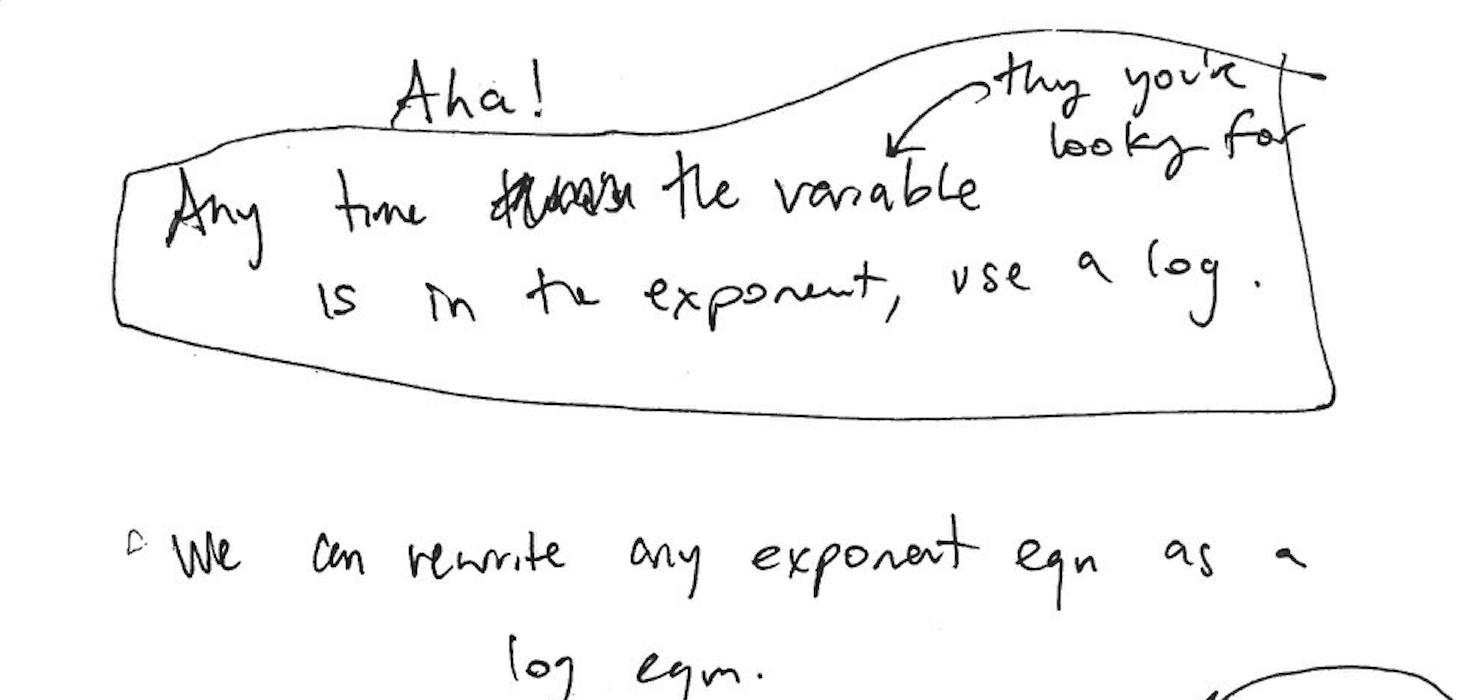 Aha!
thing you're
looking for
Any time the variable
is in the exponent, use a log.
We can rewrite any exponent eqn as a
log eqn.